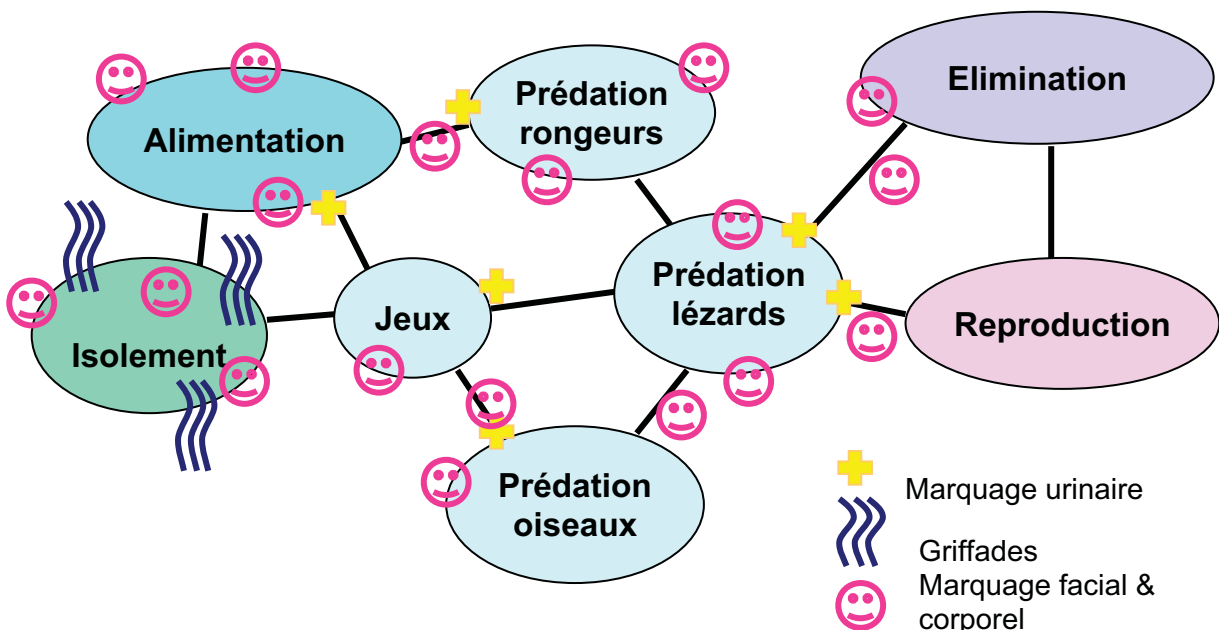 Alimentation
Prédation
rongeurs
Elimination
Isolement
Jeux
Prédation
lézards
Reproduction
Prédation
oiseaux
Marquage urinaire
Griffades
Marquage facial &
corporel